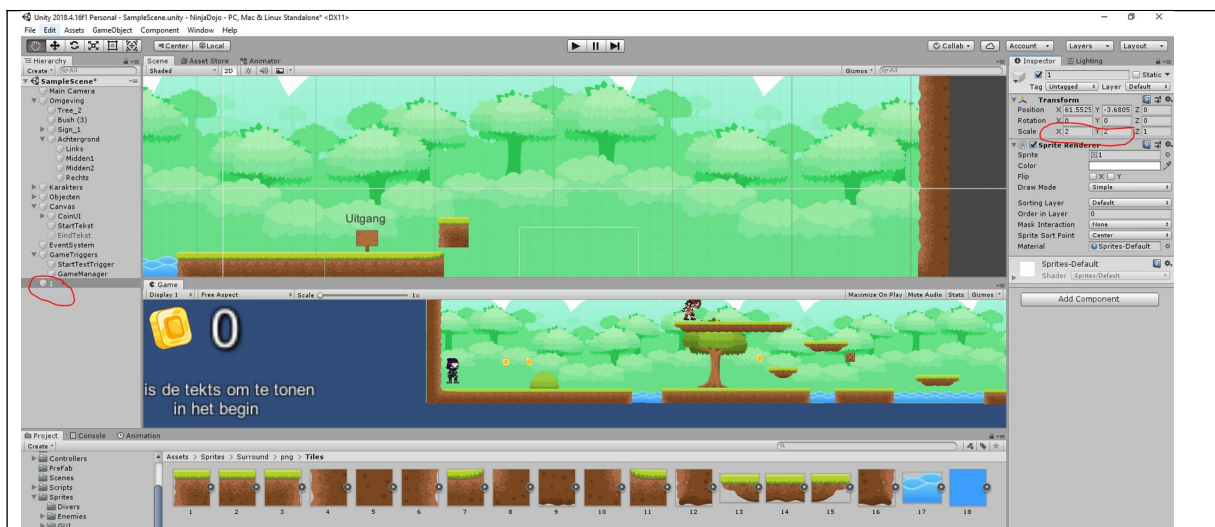 Unity 2018.4.16f1 Personal - SampleScene.unity - NinjaDojo - PC, Mac & Linux Standalone* <DX11>
File Edit Assets GameObject Component Window Help
Center Local
Collab Account Layers Layout
Hierarchy
Create All
SampleScene*
Main Camera
Omgeving
Tree_2
Bush (3)
Sign_1
Achtergrond
Links
Midden1
Midden2
Rechts
Karakters
Objecten
Canvas
CoinUI
StartTekst
EindTekst
EventSystem
GameTriggers
StartTextTrigger
GameManager
1
Scene Asset Store Animator
Shaded 2D Gizmos All
Uitgang
Game
Display 1 Free Aspect Scale 1x Maximize On Play Mute Audio Stats Gizmos
0
is de tekts om te tonen
in het begin
Inspector Lighting
1 Static
Tag Untagged Layer Default
Transform
Position X 61.5525 Y -3.6805 Z 0
Rotation X 0 Y 0 Z 0
Scale X 2 Y 2 Z 1
Sprite Renderer
Sprite 1
Color
Flip X Y
Draw Mode Simple
Sorting Layer Default
Order in Layer 0
Mask Interaction None
Sprite Sort Point Center
Material Sprites-Default
Sprites-Default
Shader Sprites/Default
Add Component
Project Console Animation
Create
Controllers
PreFab
Scenes
Scripts
Sprites
Divers
Enemies
GUI
Assets > Sprites > Surround > png > Tiles
1 2 3 4 5 6 7 8 9 10 11 12 13 14 15 16 17 18